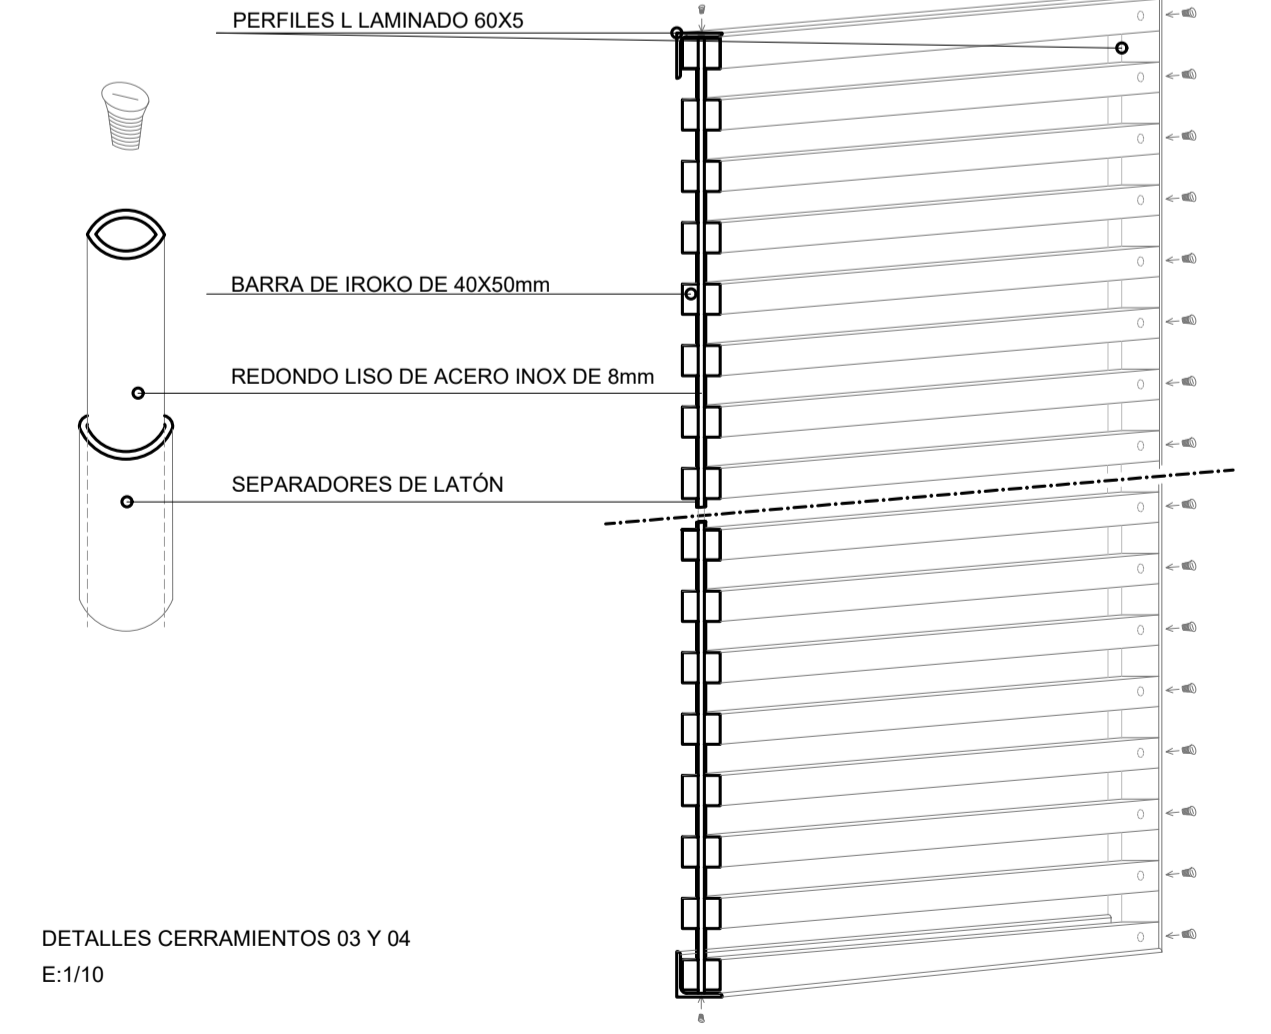 PERFILES L LAMINADO 60X5
BARRA DE IROKO DE 40X50mm
REDONDO LISO DE ACERO INOX DE 8mm
SEPARADORES DE LATÓN
DETALLES CERRAMIENTOS 03 Y 04
E:1/10